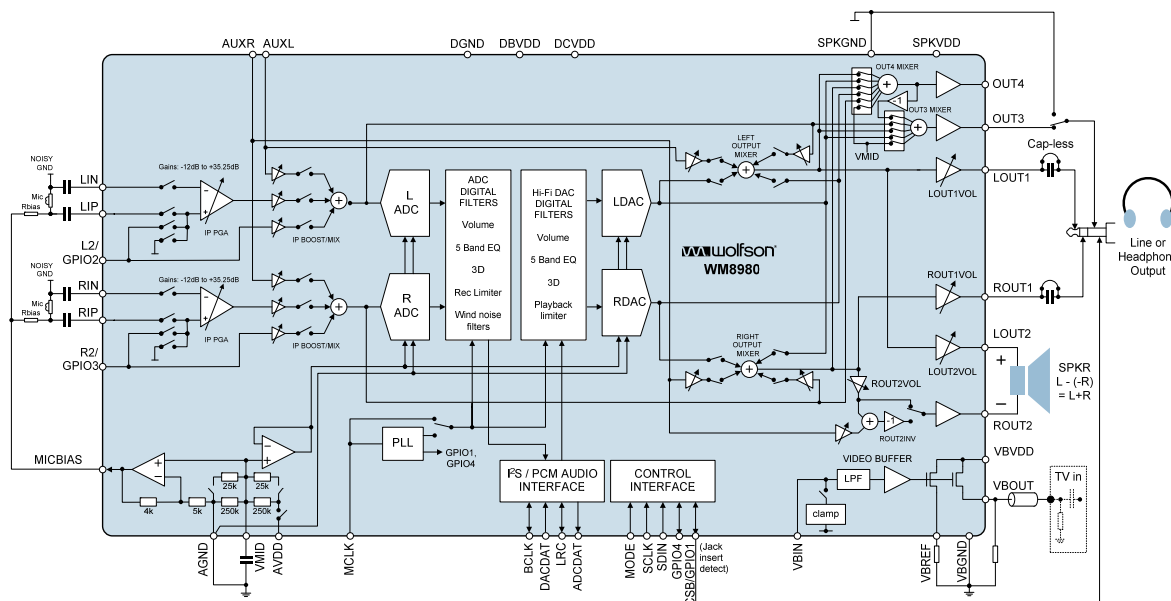 AUXR AUXL
DGND DBVDD DCVDD
SPKGND SPKVDD
OUT4 MIXER
OUT4
-1
OUT3 MIXER
OUT3
VMID
Cap-less
LEFT
OUTPUT
MIXER
LOUT1
LOUT1VOL
NOISY
GND
Mic
Rbias
LIN
LIP
L2/
GPIO2
Gains: -12dB to +35.25dB
IP PGA
IP BOOST/MIX
L
ADC
ADC
DIGITAL
FILTERS
Volume
5 Band EQ
3D
Rec Limiter
Wind noise
filters
Hi-Fi DAC
DIGITAL
FILTERS
Volume
5 Band EQ
3D
Playback
limiter
LDAC
RDAC
wolfson
WM8980
Line or
Headphone
Output
NOISY
GND
Mic
Rbias
RIN
RIP
R2/
GPIO3
Gains: -12dB to +35.25dB
IP PGA
IP BOOST/MIX
R
ADC
ROUT1VOL
ROUT1
RIGHT
OUTPUT
MIXER
LOUT2
LOUT2VOL
ROUT2VOL
-1
ROUT2INV
ROUT2
+
−
SPKR
L - (-R)
= L+R
MICBIAS
4k
5k
25k
25k
250k
250k
PLL
GPIO1,
GPIO4
I²S / PCM AUDIO
INTERFACE
CONTROL
INTERFACE
VIDEO BUFFER
LPF
clamp
VBVDD
VBOUT
TV in
AGND
VMID
AVDD
MCLK
BCLK
DACDAT
LRC
ADCDAT
MODE
SCLK
SDIN
GPIO4
CSB/GPIO1
(Jack
insert
detect)
VBIN
VBREF
VBGND